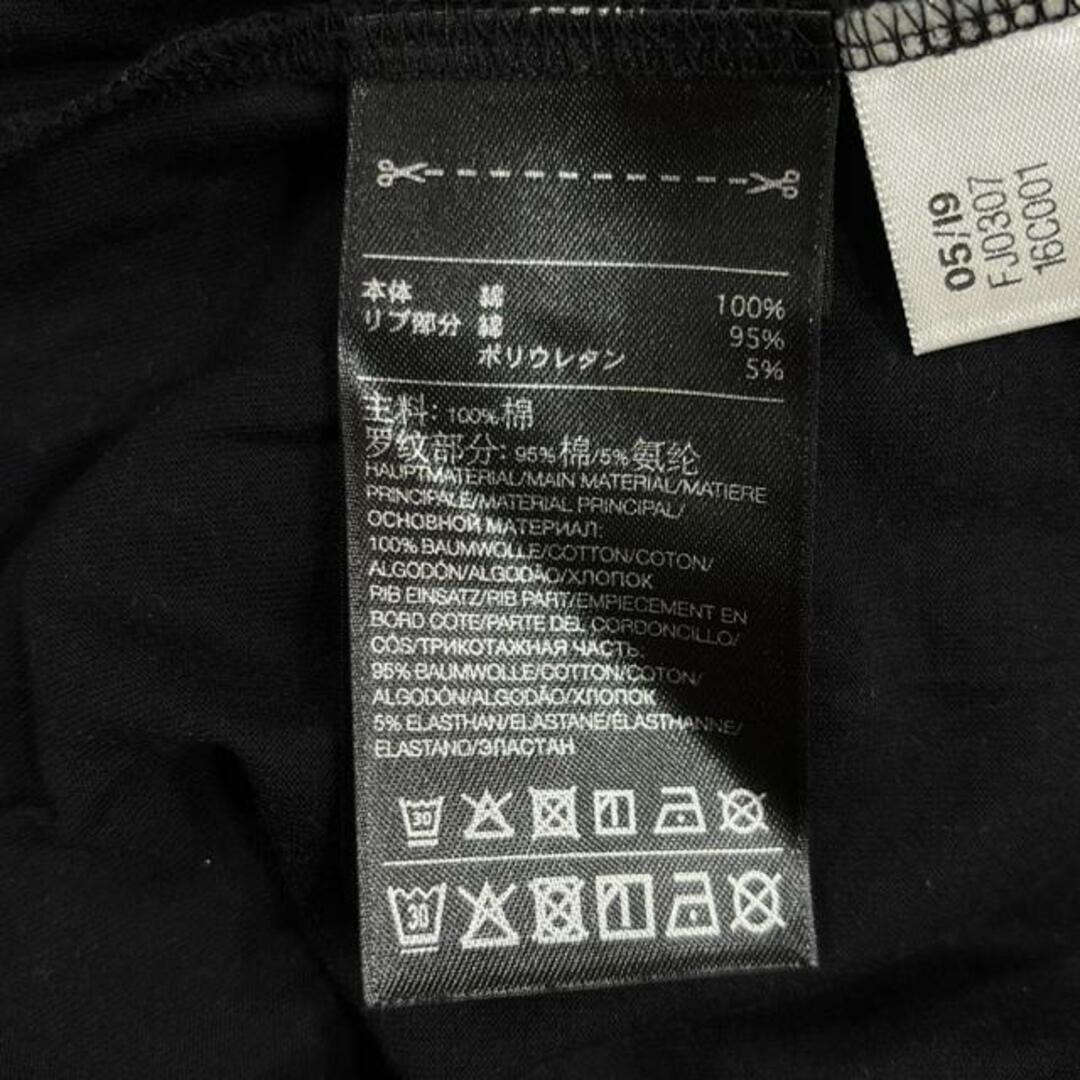 本体 綿 100%
リブ部分 綿 95%
ポリウレタン 5%
主料: 100%棉
罗纹部分: 95%棉/5%氨纶
HAUPTMATERIAL/MAIN MATERIAL/MATIERE
PRINCIPALE/MATERIAL PRINCIPAL/
ОСНОВНОЙ МАТЕРИАЛ:
100% BAUMWOLLE/COTTON/COTON/
ALGODÓN/ALGODÃO/ХЛОПОК
RIB EINSATZ/RIB PART/EMPIECEMENT EN
BORD COTE/PARTE DEL CORDONCILLO/
CÓS/ТРИКОТАЖНАЯ ЧАСТЬ:
95% BAUMWOLLE/COTTON/COTON/
ALGODÓN/ALGODÃO/ХЛОПОК
5% ELASTHAN/ELASTANE/ÉLASTHANNE/
ELASTANO/ЭЛАСТАН
30
30
05/19
FJ0307
16C001